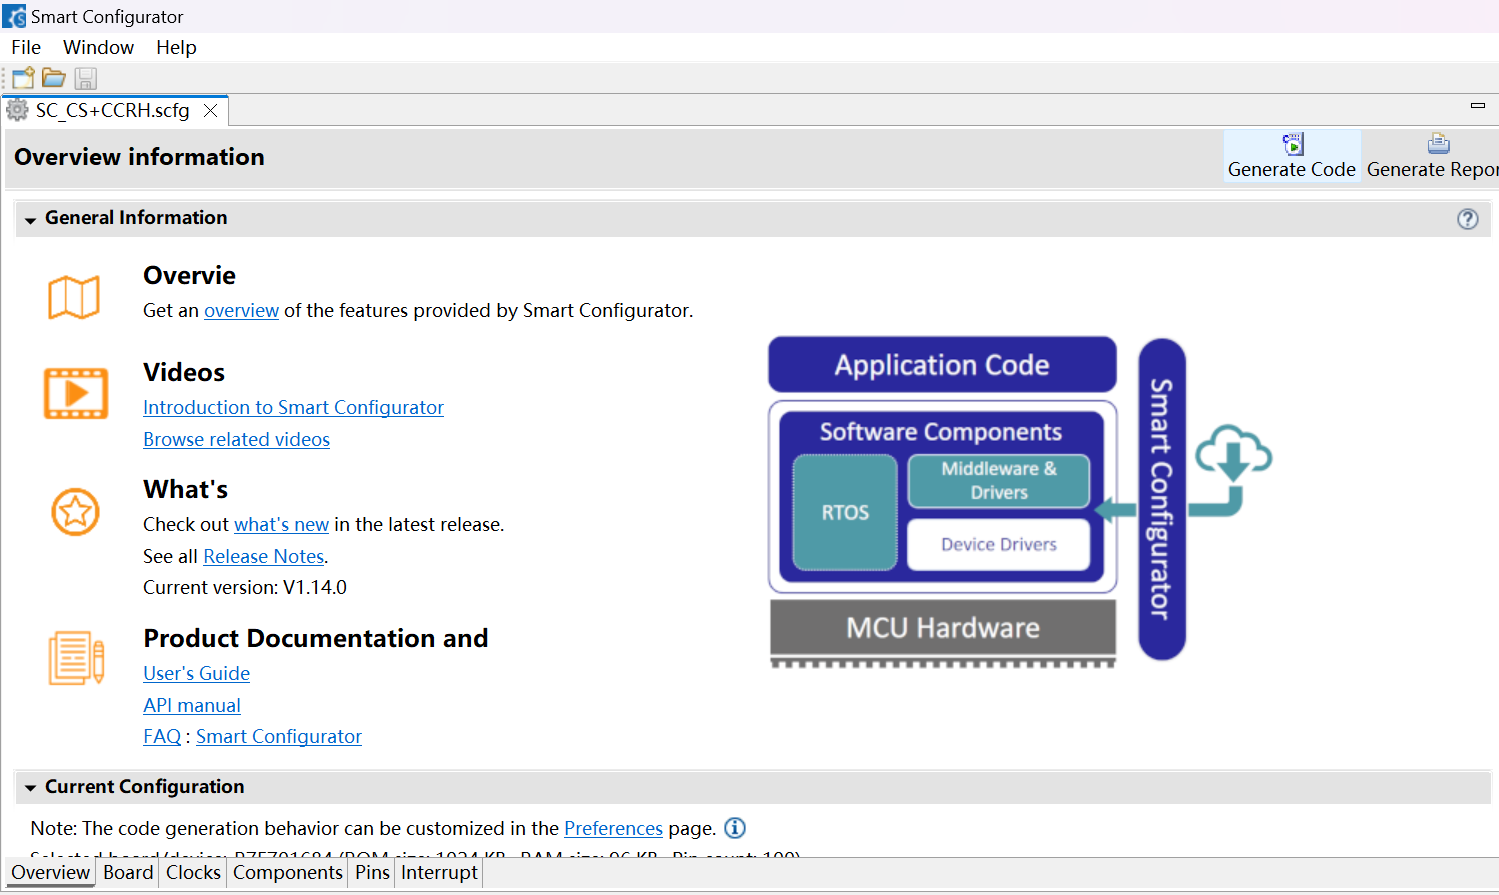 Smart Configurator
File Window Help
SC_CS+CCRH.scfg
Overview information
Generate Code
Generate Repor
General Information
Overvie
Get an overview of the features provided by Smart Configurator.
Videos
Introduction to Smart Configurator
Browse related videos
What's
Check out what's new in the latest release.
See all Release Notes.
Current version: V1.14.0
Product Documentation and
User's Guide
API manual
FAQ : Smart Configurator
Application Code
Software Components
RTOS
Middleware &
Drivers
Device Drivers
MCU Hardware
Smart Configurator
Current Configuration
Note: The code generation behavior can be customized in the Preferences page.
Overview Board Clocks Components Pins Interrupt